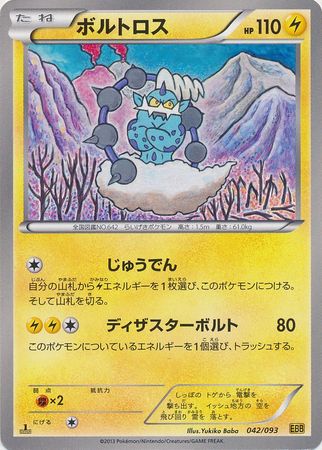 たね
ボルトロス
HP110
全国図鑑NO.642 らいげきポケモン 高さ:1.5m 重さ:61.0kg
じゅうでん
自分の山札からエネルギーを1枚選び、このポケモンにつける。
そして山札を切る。
ディザスターボルト 80
このポケモンについているエネルギーを1個選び、トラッシュする。
弱点 抵抗力
×2
にげる
しっぽの トゲから 電撃を
撃ち出す。 イッシュ地方の 空を
飛び回り 雷を 落とす。
Illus.Yukiko Baba 042/093 EBB
©2013 Pokémon/Nintendo/Creatures/GAME FREAK.